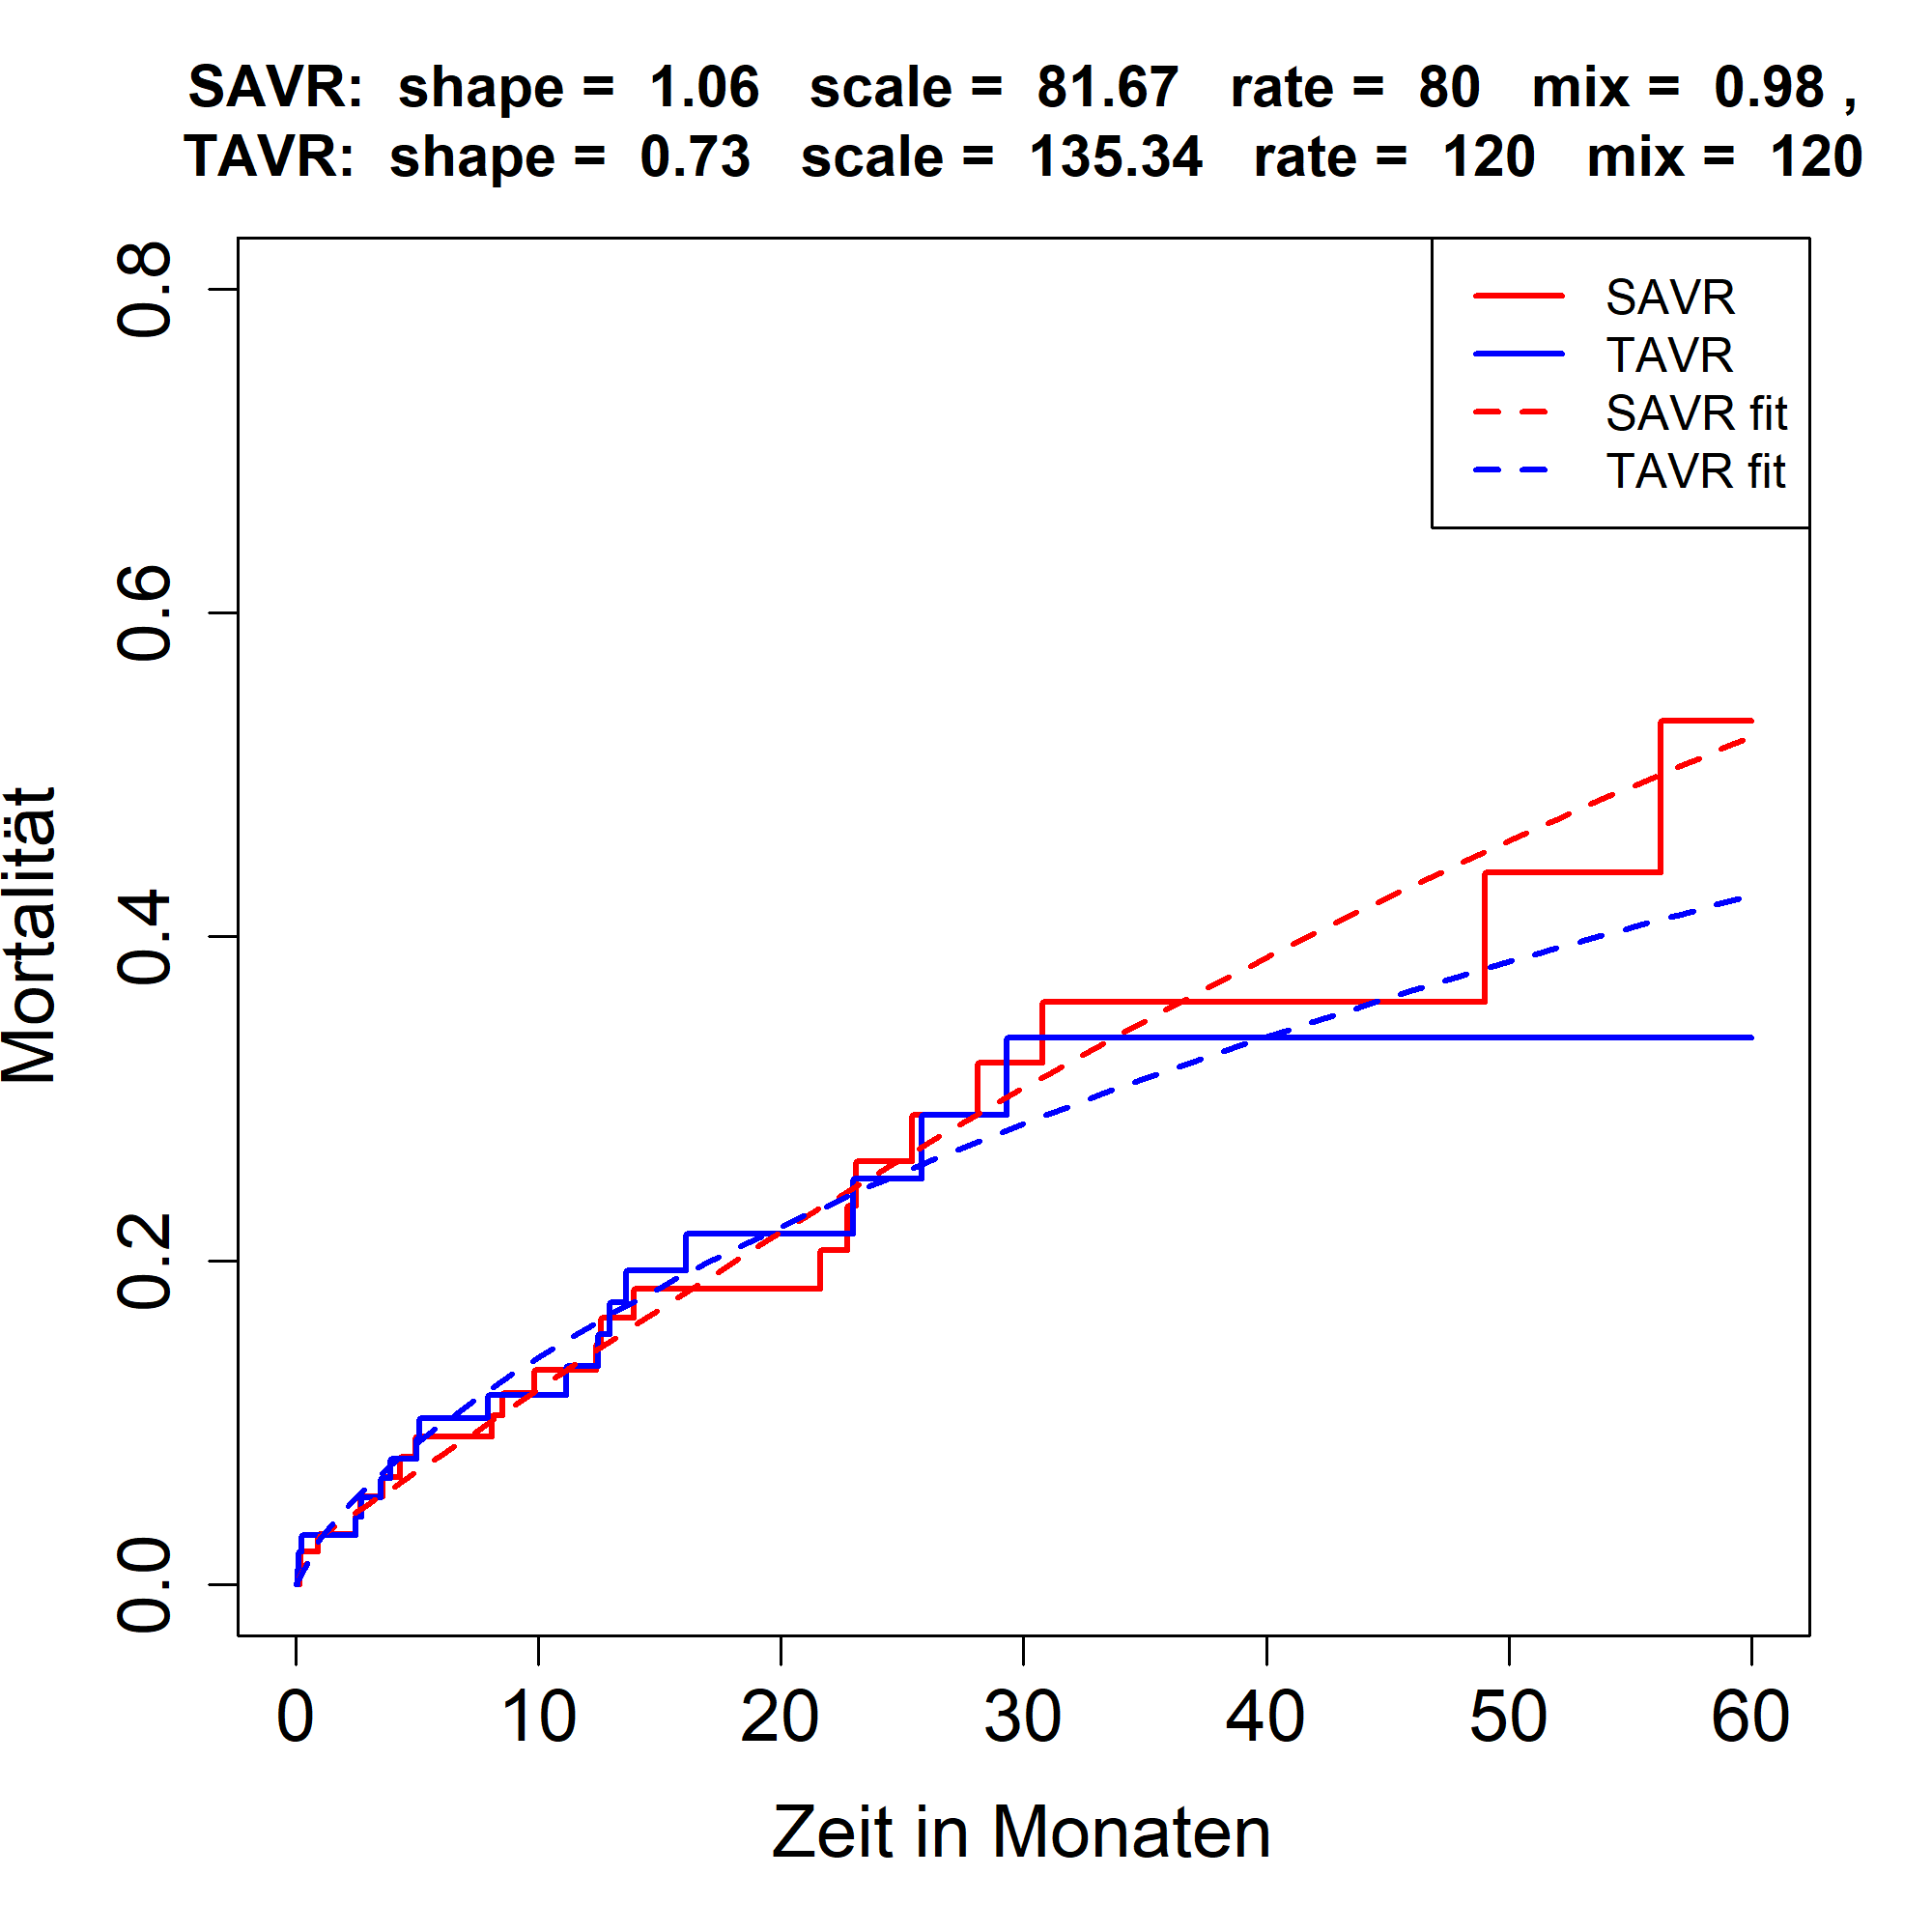 SAVR: shape = 1.06 scale = 81.67 rate = 80 mix = 0.98 ,
TAVR: shape = 0.73 scale = 135.34 rate = 120 mix = 120
SAVR
TAVR
SAVR fit
TAVR fit
Mortalität
0.8
0.6
0.4
0.2
0.0
0 10 20 30 40 50 60
Zeit in Monaten